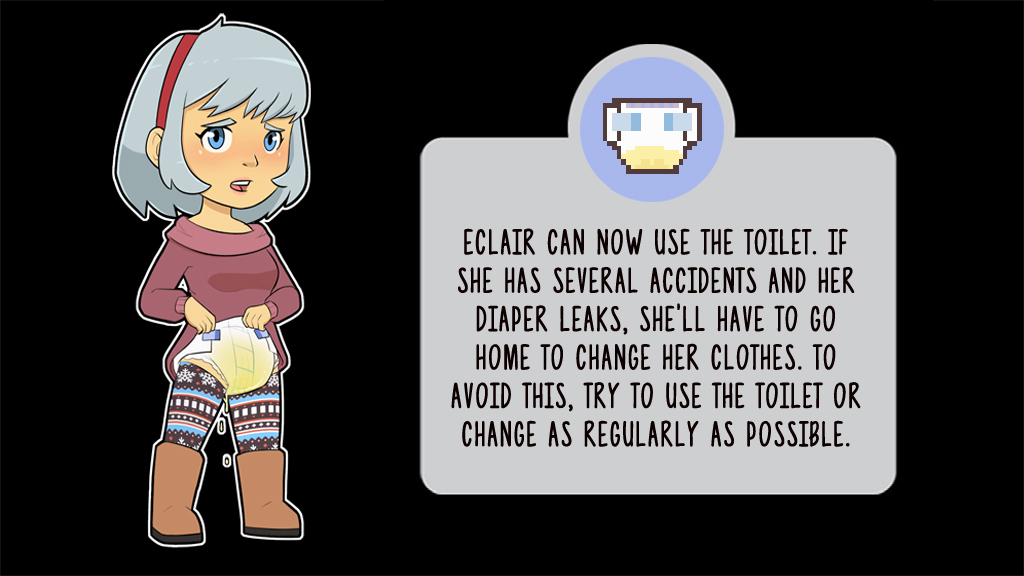 ECLAIR CAN NOW USE THE TOILET. IF
SHE HAS SEVERAL ACCIDENTS AND HER
DIAPER LEAKS, SHE'LL HAVE TO GO
HOME TO CHANGE HER CLOTHES. TO
AVOID THIS, TRY TO USE THE TOILET OR
CHANGE AS REGULARLY AS POSSIBLE.